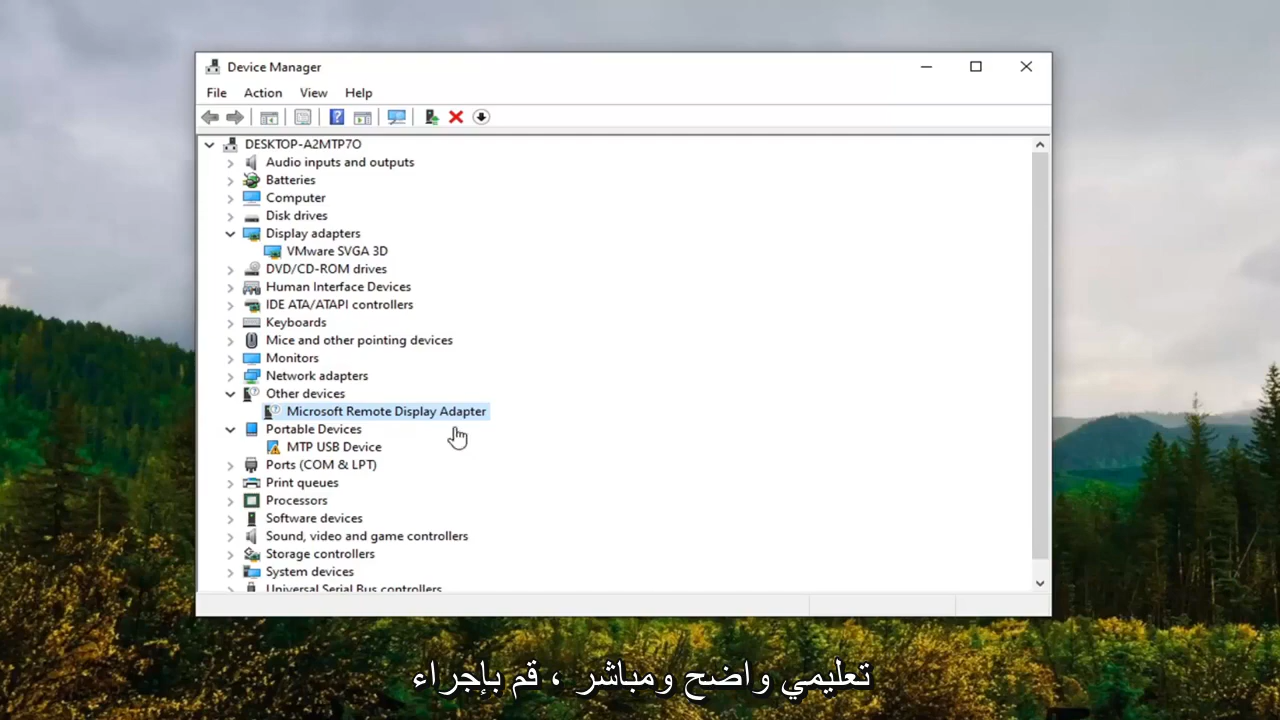 Device Manager
File Action View Help
DESKTOP-A2MTP7O
Audio inputs and outputs
Batteries
Computer
Disk drives
Display adapters
VMware SVGA 3D
DVD/CD-ROM drives
Human Interface Devices
IDE ATA/ATAPI controllers
Keyboards
Mice and other pointing devices
Monitors
Network adapters
Other devices
Microsoft Remote Display Adapter
Portable Devices
MTP USB Device
Ports (COM & LPT)
Print queues
Processors
Software devices
Sound, video and game controllers
Storage controllers
System devices
Universal Serial Bus controllers
تعليمي واضح ومباشر ، قم بإجراء